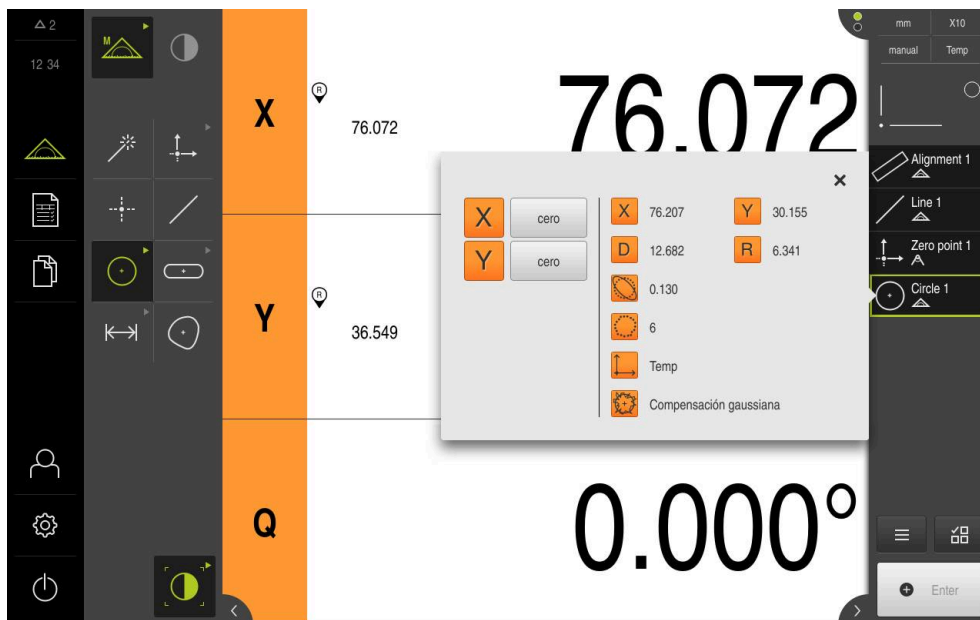 2
12 34
M
X
R
76.072
76.072
Y
R
36.549
Q
0.000°
X
cero
Y
cero
X
76.207
Y
30.155
D
12.682
R
6.341
0.130
6
Temp
Compensación gaussiana
mm
X10
manual
Temp
Alignment 1
Line 1
Zero point 1
Circle 1
Enter